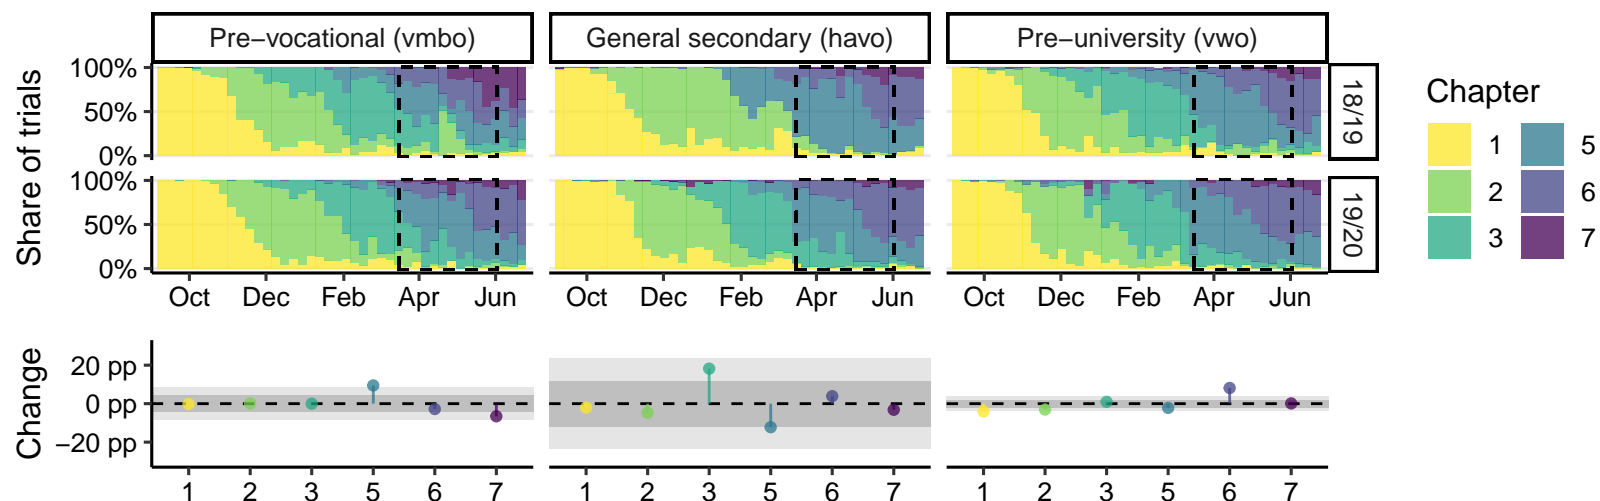 Pre−vocational (vmbo)
General secondary (havo)
Pre−university (vwo)
Share of trials
100%
50%
0%
18/19
100%
50%
0%
19/20
Oct Dec Feb Apr Jun
Oct Dec Feb Apr Jun
Oct Dec Feb Apr Jun
Chapter
1 5
2 6
3 7
Change
20 pp
0 pp
−20 pp
1 2 3 5 6 7
1 2 3 5 6 7
1 2 3 5 6 7